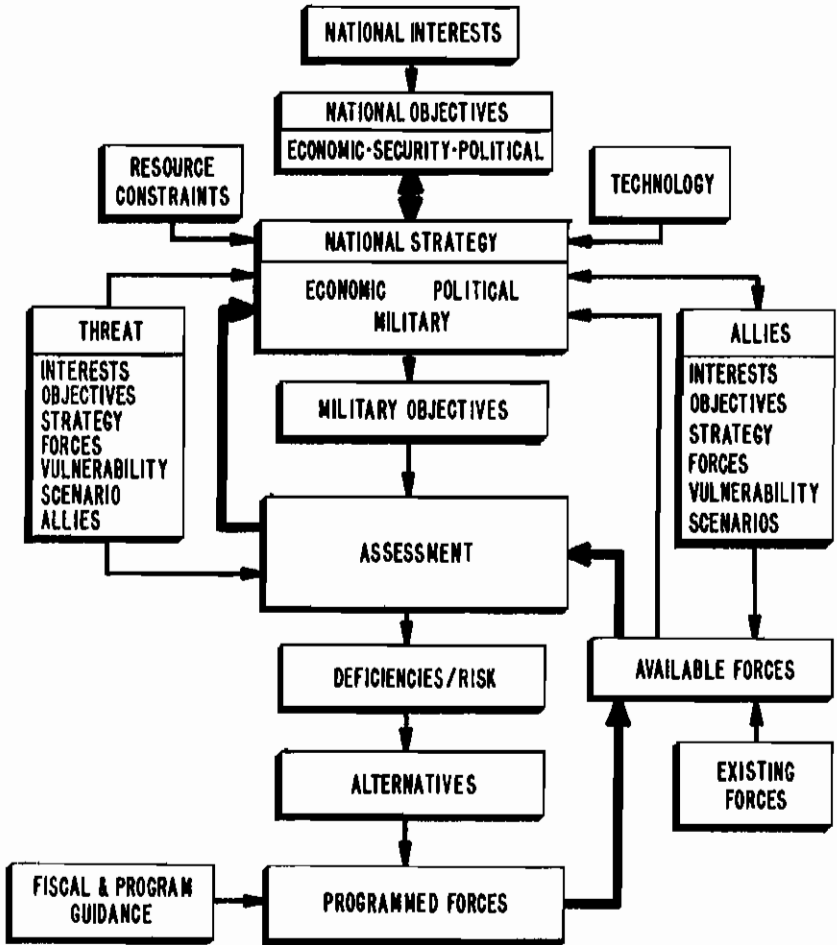 NATIONAL INTERESTS
NATIONAL OBJECTIVES
ECONOMIC-SECURITY-POLITICAL
RESOURCE
CONSTRAINTS
TECHNOLOGY
NATIONAL STRATEGY
ECONOMIC POLITICAL
MILITARY
THREAT
INTERESTS
OBJECTIVES
STRATEGY
FORCES
VULNERABILITY
SCENARIO
ALLIES
ALLIES
INTERESTS
OBJECTIVES
STRATEGY
FORCES
VULNERABILITY
SCENARIOS
MILITARY OBJECTIVES
ASSESSMENT
DEFICIENCIES/RISK
AVAILABLE FORCES
ALTERNATIVES
EXISTING
FORCES
FISCAL & PROGRAM
GUIDANCE
PROGRAMMED FORCES